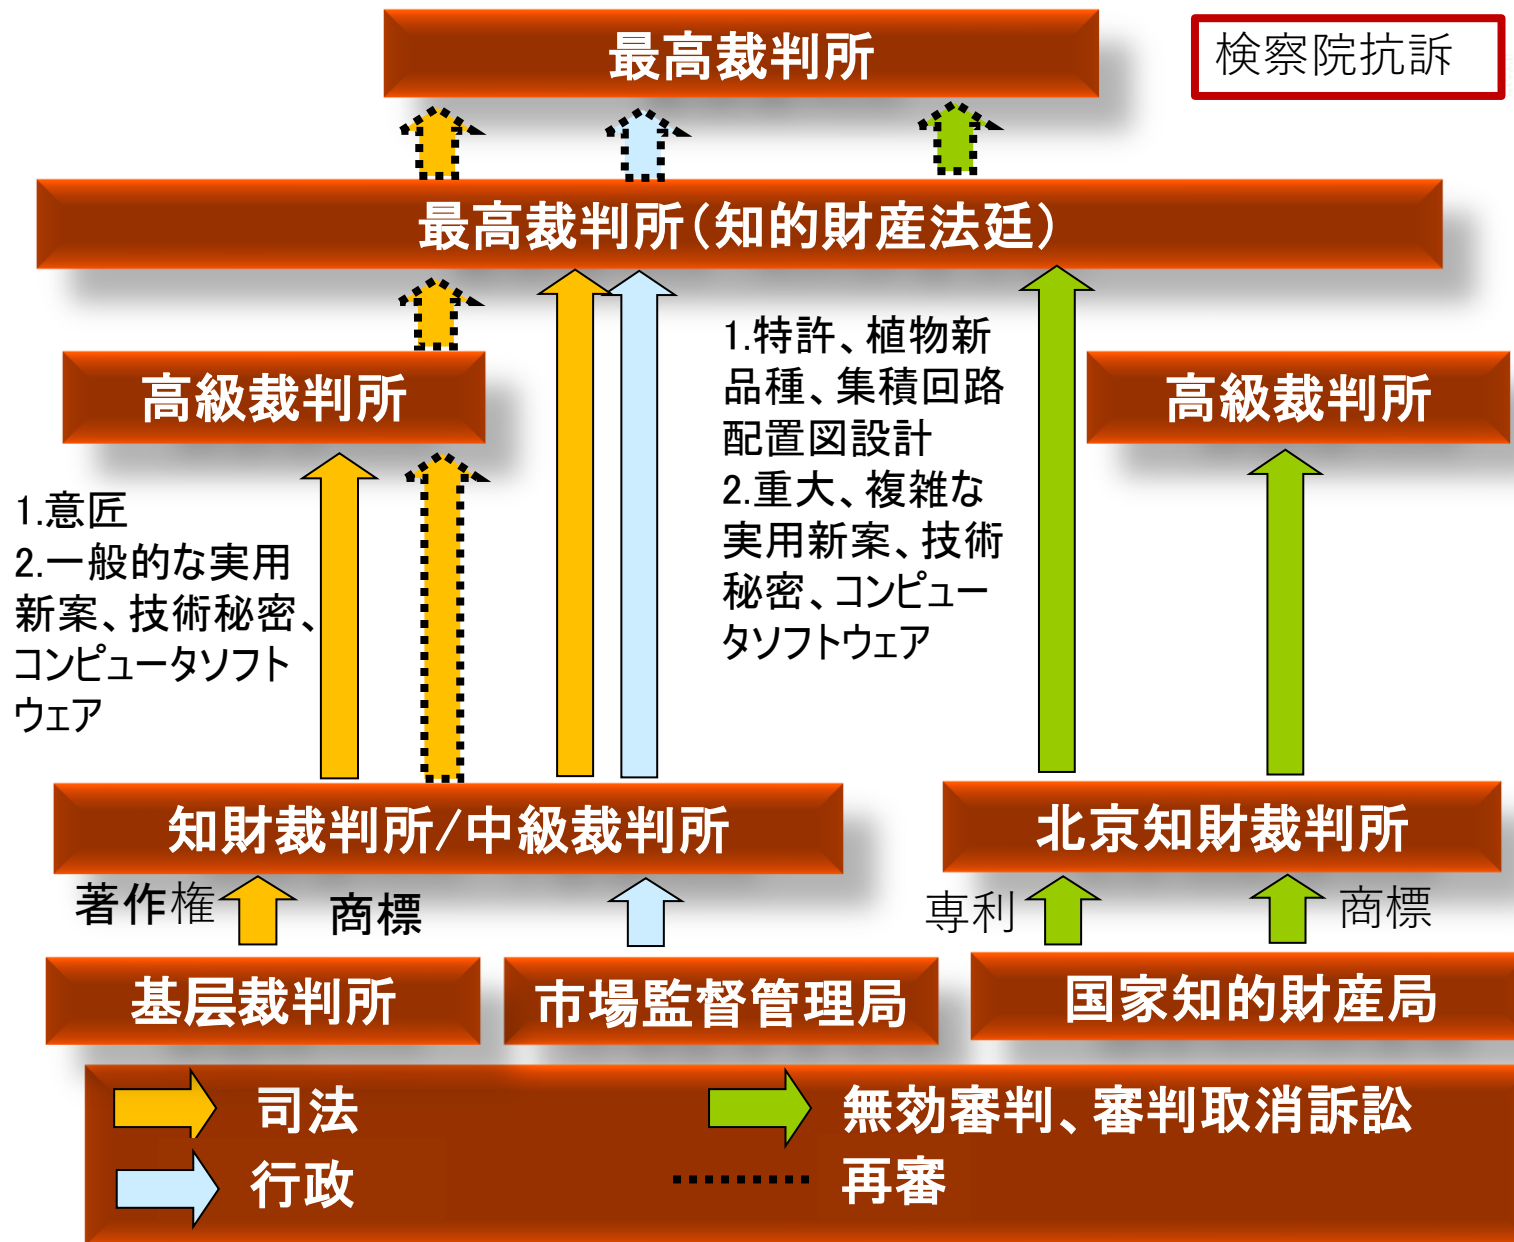 最高裁判所
検察院抗訴
最高裁判所(知的財産法廷)
高級裁判所
1.特許、植物新
品種、集積回路
配置図設計
2.重大、複雑な
実用新案、技術
秘密、コンピュー
タソフトウェア
高級裁判所
1.意匠
2.一般的な実用
新案、技術秘密、
コンピュータソフト
ウェア
知財裁判所/中級裁判所
北京知財裁判所
著作権
商標
専利
商標
基层裁判所
市場監督管理局
国家知的財産局
司法
無効審判、審判取消訴訟
行政
再審